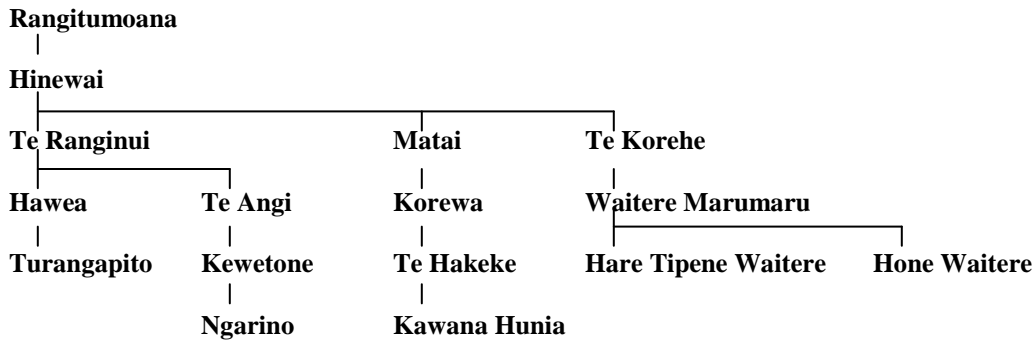 Rangitumoana
Hinewai
Te Ranginui Matai Te Korehe
Hawea Te Angi Korewa Waitere Marumaru
Turangapito Kewetone Te Hakeke Hare Tipene Waitere Hone Waitere
Ngarino Kawana Hunia